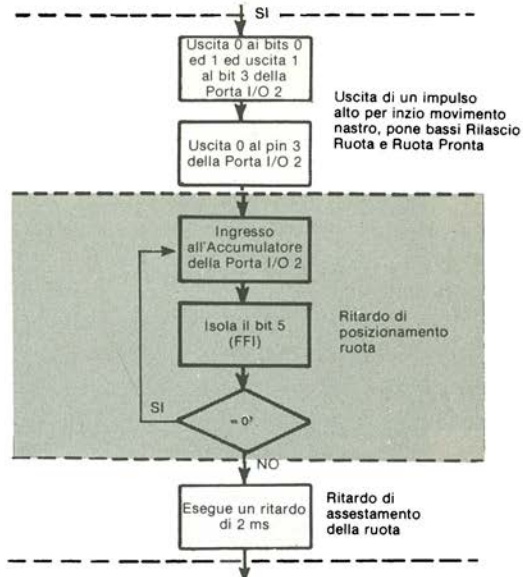 SI
Uscita 0 ai bits 0
ed 1 ed uscita 1
al bit 3 della
Porta I/O 2
Uscita di un impulso
alto per inzio movimento
nastro, pone bassi Rilascio
Ruota e Ruota Pronta
Uscita 0 al pin 3
della Porta I/O 2
Ingresso
all'Accumulatore
della Porta I/O 2
Isola il bit 5
(FFI)
Ritardo di
posizionamento
ruota
SI
= 0?
NO
Esegue un ritardo
di 2 ms
Ritardo di
assestamento
della ruota